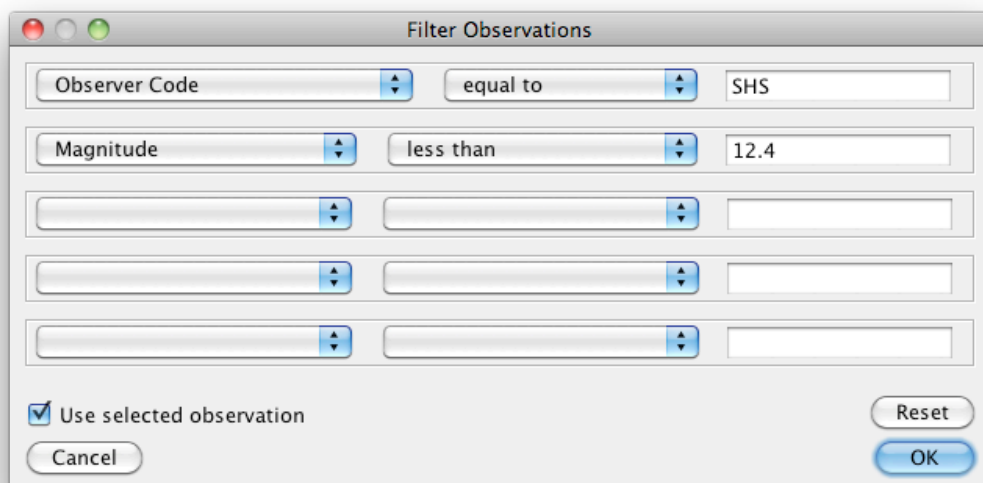 Filter Observations
Observer Code equal to SHS
Magnitude less than 12.4
Use selected observation Reset
Cancel OK